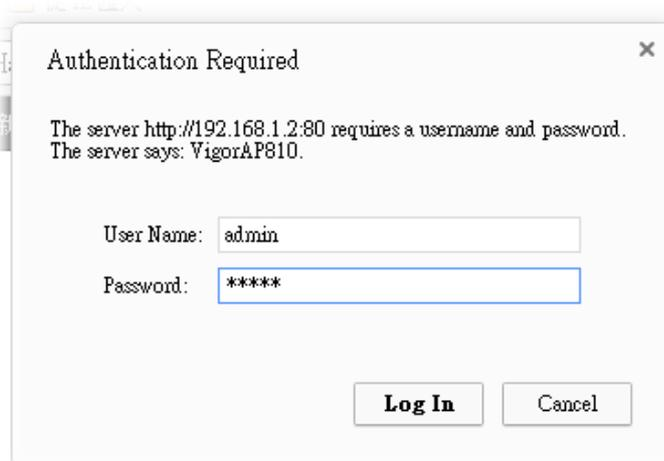 Authentication Required
The server http://192.168.1.2:80 requires a username and password.
The server says: VigorAP810.
User Name: admin
Password: *****
Log In Cancel